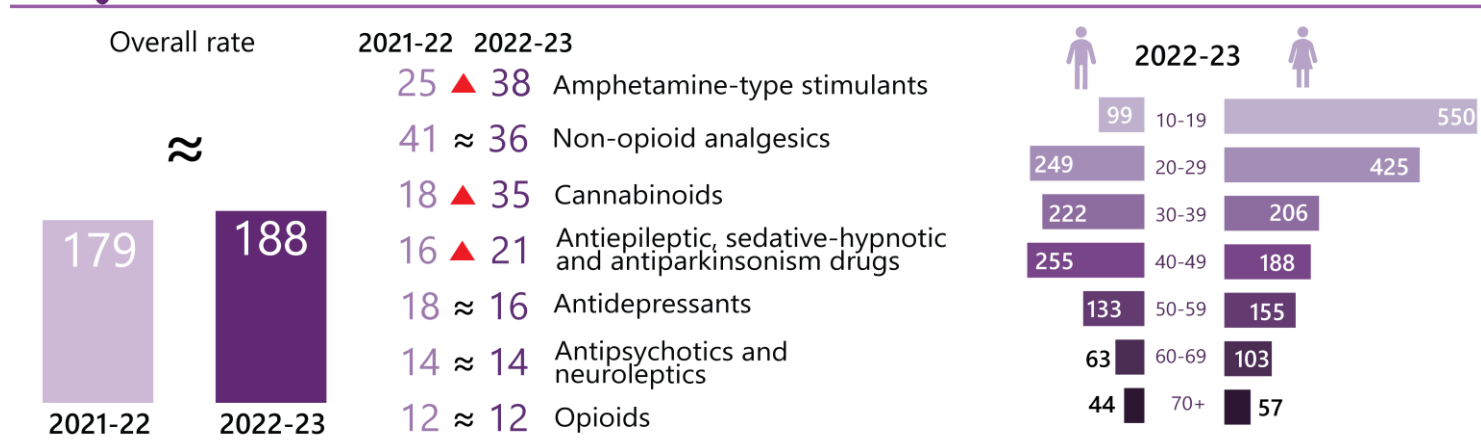 Overall rate
≈
179
188
2021-22
2022-23
2021-22 2022-23
25 ▲ 38 Amphetamine-type stimulants
41 ≈ 36 Non-opioid analgesics
18 ▲ 35 Cannabinoids
16 ▲ 21 Antiepileptic, sedative-hypnotic
and antiparkinsonism drugs
18 ≈ 16 Antidepressants
14 ≈ 14 Antipsychotics and
neuroleptics
12 ≈ 12 Opioids
2022-23
99 10-19 550
249 20-29 425
222 30-39 206
255 40-49 188
133 50-59 155
63 60-69 103
44 70+ 57